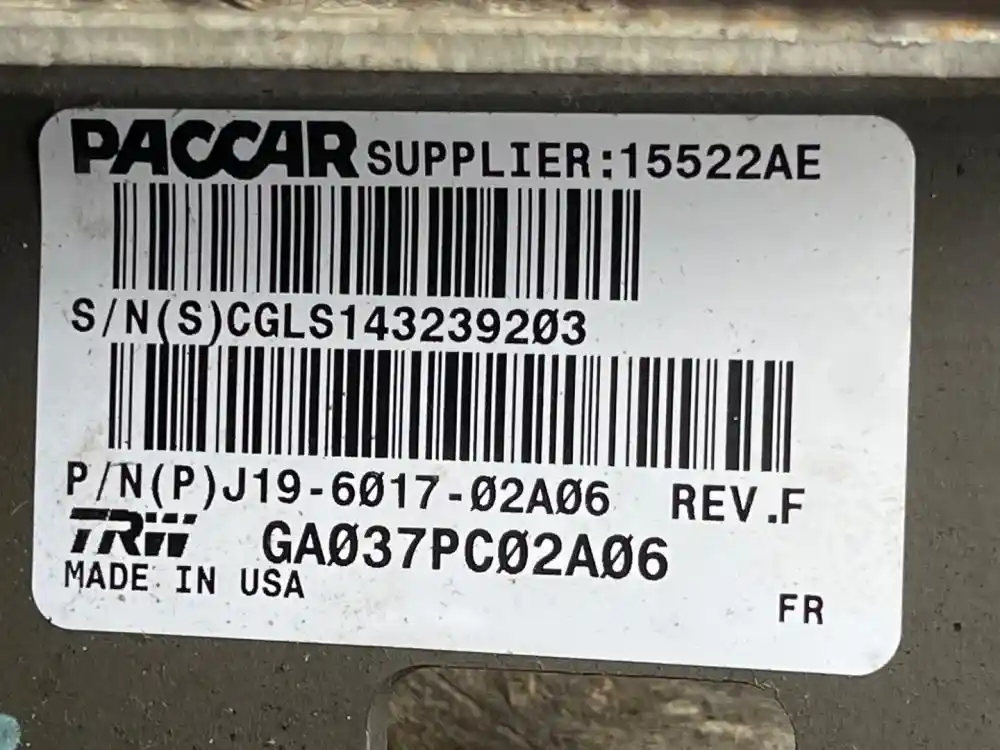 PACCAR SUPPLIER:15522AE
S/N(S)CGLS143239203
P/N(P)J19-6017-02A06 REV.F
TRW GA037PC02A06
MADE IN USA
FR